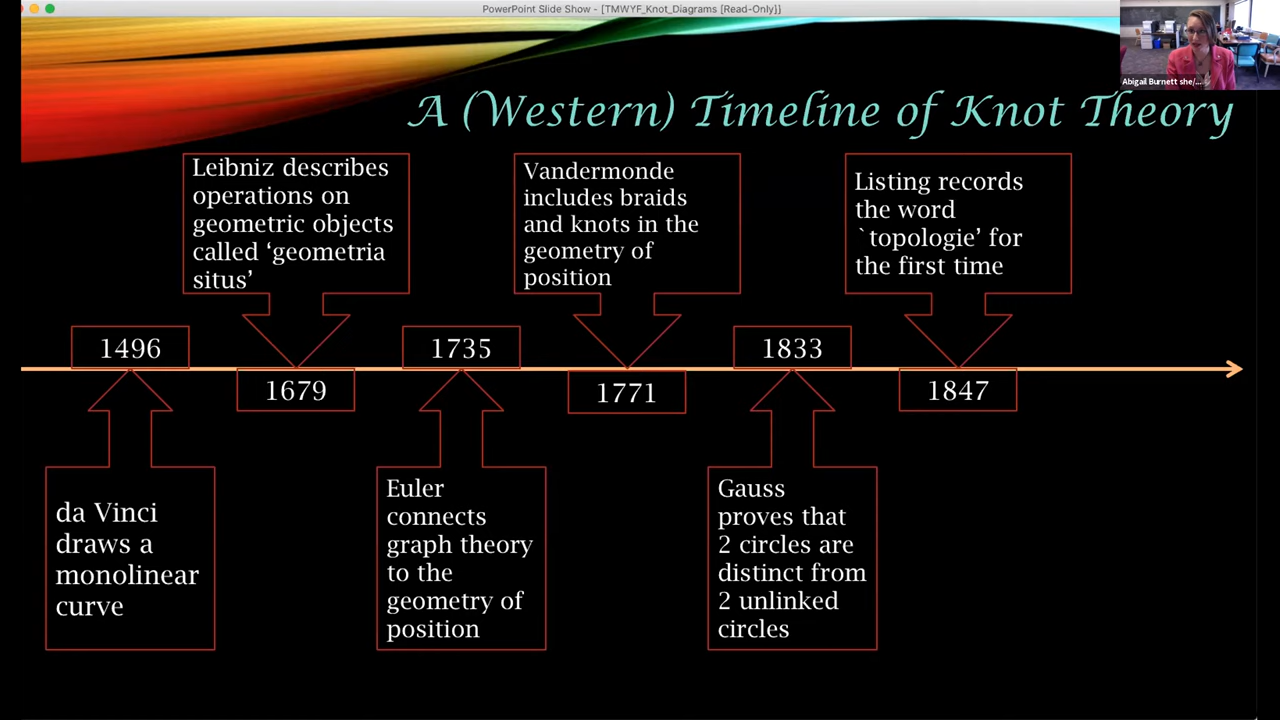 PowerPoint Slide Show - [TMWYF_Knot_Diagrams [Read-Only]]
Abigail Burnett she/...
A (Western) Timeline of Knot Theory
Leibniz describes
operations on
geometric objects
called ‘geometria
situs’
Vandermonde
includes braids
and knots in the
geometry of
position
Listing records
the word
`topologie’ for
the first time
1496
1679
1735
1771
1833
1847
da Vinci
draws a
monolinear
curve
Euler
connects
graph theory
to the
geometry of
position
Gauss
proves that
2 circles are
distinct from
2 unlinked
circles